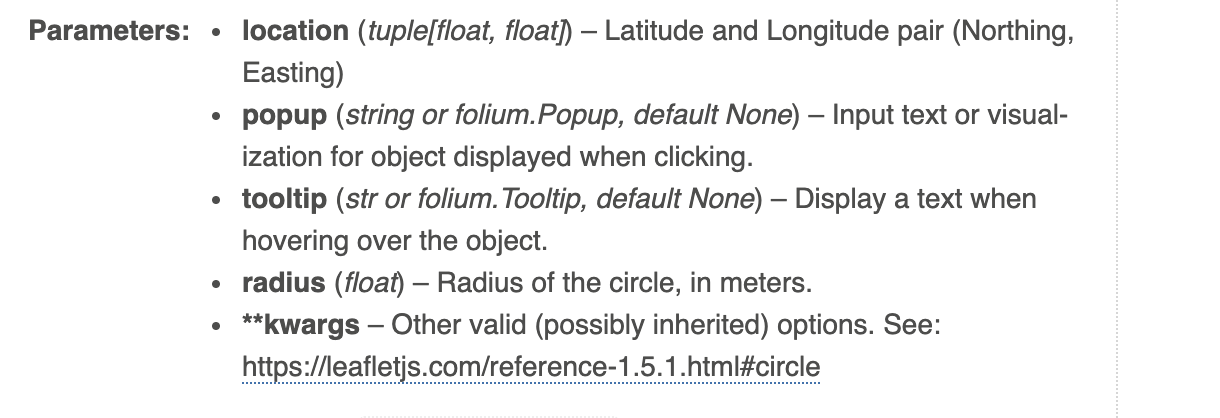 Parameters: • location (tuple[float, float]) – Latitude and Longitude pair (Northing,
Easting)
• popup (string or folium.Popup, default None) – Input text or visual-
ization for object displayed when clicking.
• tooltip (str or folium.Tooltip, default None) – Display a text when
hovering over the object.
• radius (float) – Radius of the circle, in meters.
• **kwargs – Other valid (possibly inherited) options. See:
https://leafletjs.com/reference-1.5.1.html#circle